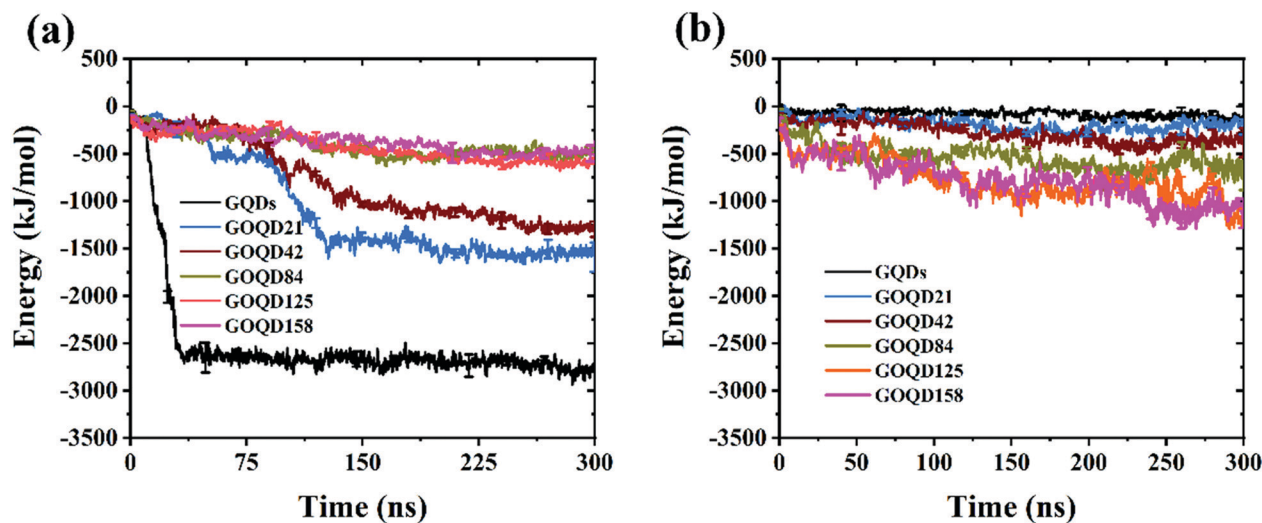 (a)
500
0
-500
-1000
-1500
-2000
-2500
-3000
-3500
Energy (kJ/mol)
GQDs
GOQD21
GOQD42
GOQD84
GOQD125
GOQD158
0 75 150 225 300
Time (ns)
(b)
500
0
-500
-1000
-1500
-2000
-2500
-3000
-3500
Energy (kJ/mol)
GQDs
GOQD21
GOQD42
GOQD84
GOQD125
GOQD158
0 50 100 150 200 250 300
Time (ns)